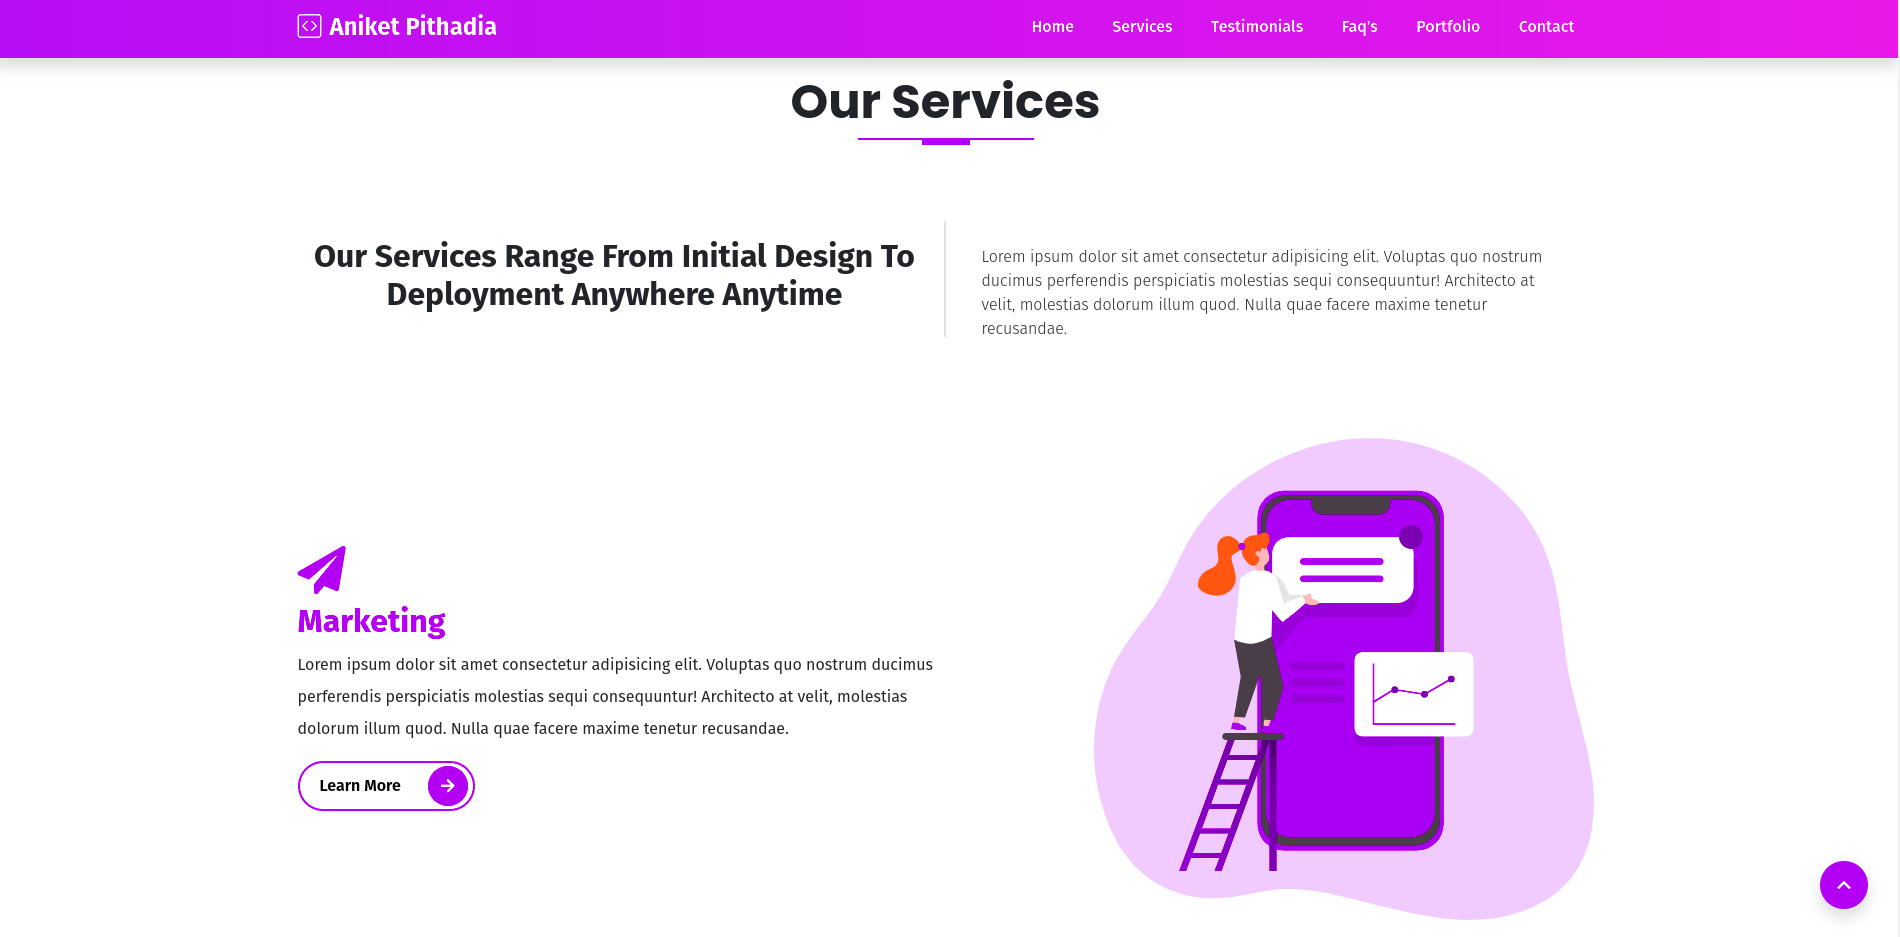 Aniket Pithadia
Home Services Testimonials Faq's Portfolio Contact
Our Services
Our Services Range From Initial Design To
Deployment Anywhere Anytime
Lorem ipsum dolor sit amet consectetur adipisicing elit. Voluptas quo nostrum
ducimus perferendis perspiciatis molestias sequi consequuntur! Architecto at
velit, molestias dolorum illum quod. Nulla quae facere maxime tenetur
recusandae.
Marketing
Lorem ipsum dolor sit amet consectetur adipisicing elit. Voluptas quo nostrum ducimus
perferendis perspiciatis molestias sequi consequuntur! Architecto at velit, molestias
dolorum illum quod. Nulla quae facere maxime tenetur recusandae.
Learn More